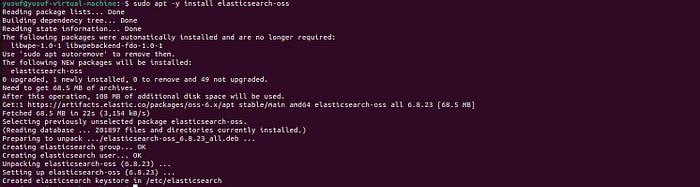 yusuf@yusuf-virtual-machine:~$ sudo apt -y install elasticsearch-oss
Reading package lists... Done
Building dependency tree... Done
Reading state information... Done
The following packages were automatically installed and are no longer required:
libwpe-1.0-1 libwpebackend-fdo-1.0-1
Use 'sudo apt autoremove' to remove them.
The following NEW packages will be installed:
elasticsearch-oss
0 upgraded, 1 newly installed, 0 to remove and 49 not upgraded.
Need to get 68.5 MB of archives.
After this operation, 108 MB of additional disk space will be used.
Get:1 https://artifacts.elastic.co/packages/oss-6.x/apt stable/main amd64 elasticsearch-oss all 6.8.23 [68.5 MB]
Fetched 68.5 MB in 22s (3,154 kB/s)
Selecting previously unselected package elasticsearch-oss.
(Reading database ... 201897 files and directories currently installed.)
Preparing to unpack .../elasticsearch-oss_6.8.23_all.deb ...
Creating elasticsearch group... OK
Creating elasticsearch user... OK
Unpacking elasticsearch-oss (6.8.23) ...
Setting up elasticsearch-oss (6.8.23) ...
Created elasticsearch keystore in /etc/elasticsearch